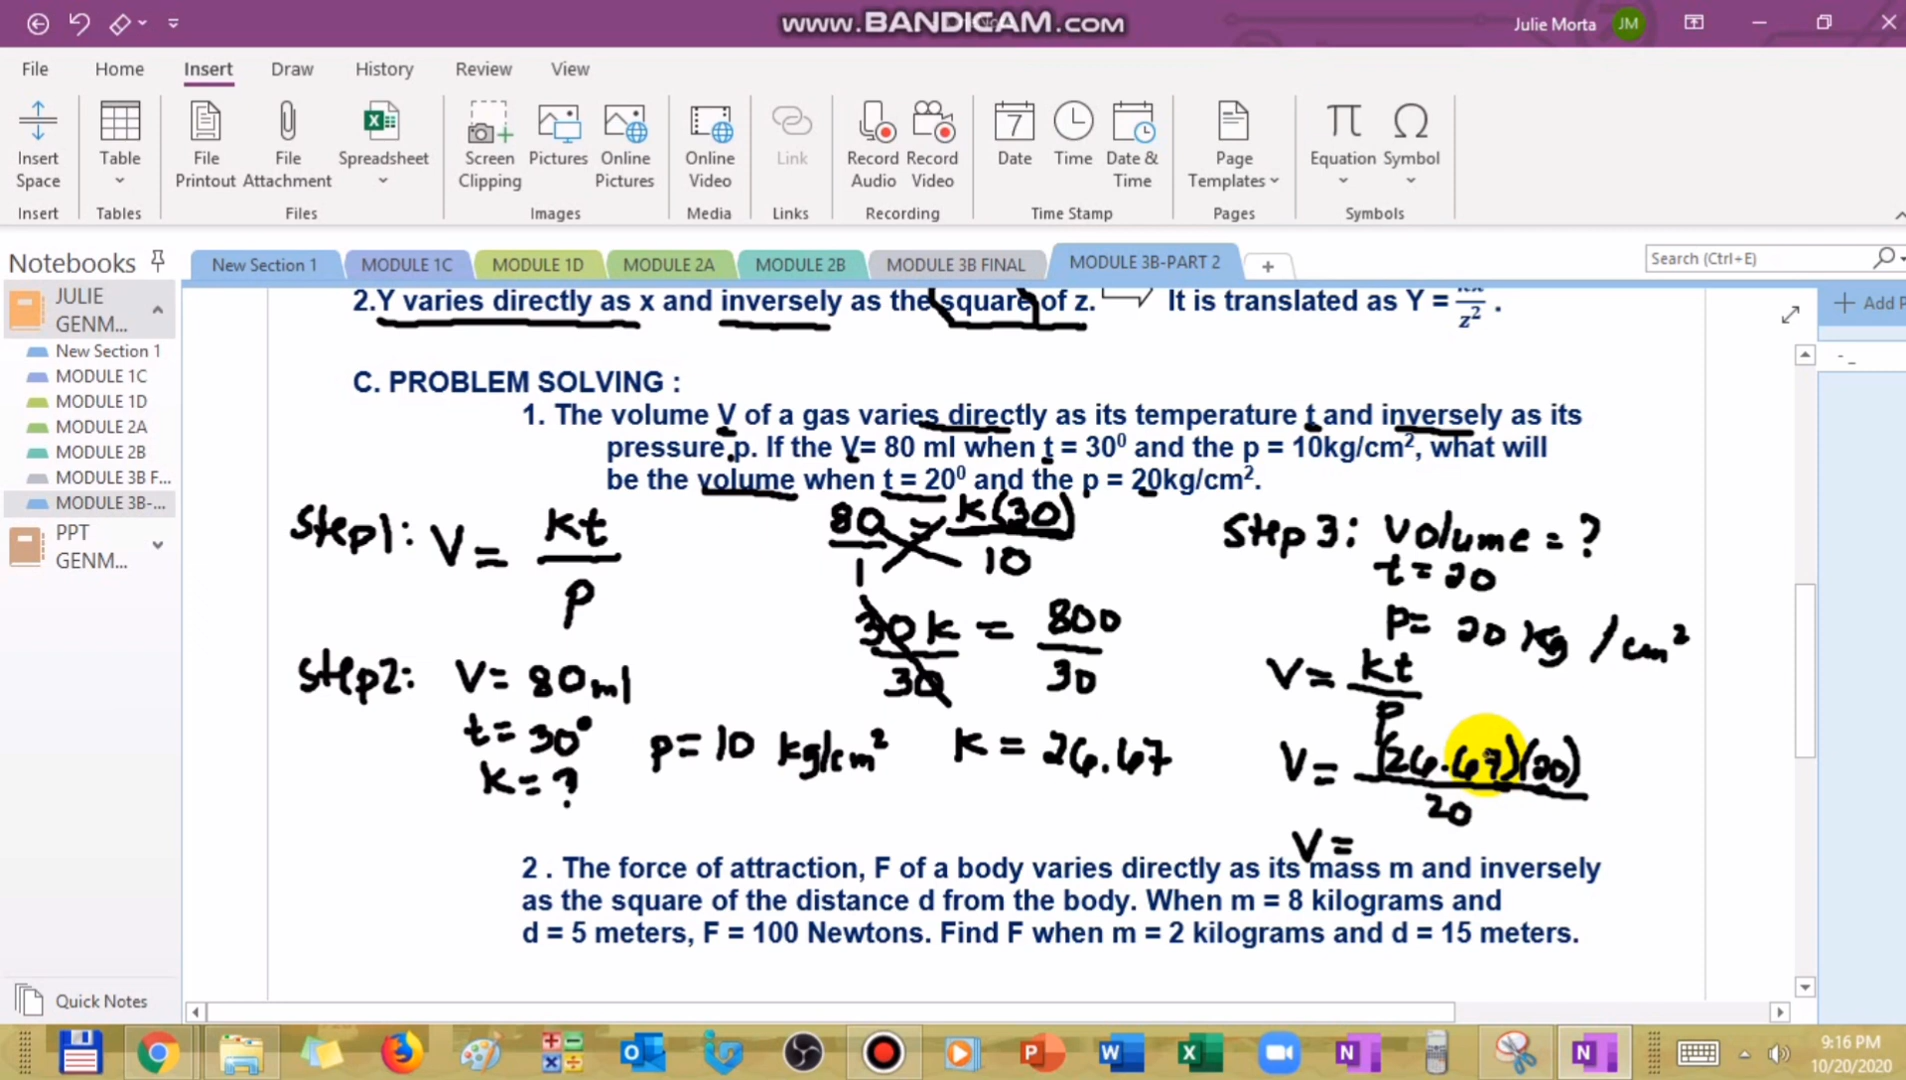 www.BANDICAM.com
Julie Morta JM
File Home Insert Draw History Review View
Insert Space
Table
File Printout
File Attachment
Spreadsheet
Screen Clipping
Pictures
Online Pictures
Online Video
Link
Record Audio
Record Video
Date
Time
Date & Time
Page Templates
Equation
Symbol
Insert Tables Files Images Media Links Recording Time Stamp Pages Symbols
Notebooks
New Section 1 MODULE 1C MODULE 1D MODULE 2A MODULE 2B MODULE 3B FINAL MODULE 3B-PART 2 +
Search (Ctrl+E)
JULIE GENM...
New Section 1
MODULE 1C
MODULE 1D
MODULE 2A
MODULE 2B
MODULE 3B F...
MODULE 3B-...
PPT GENM...
Quick Notes
+ Add P
2.Y varies directly as x and inversely as the square of z. It is translated as Y = kx/z² .
C. PROBLEM SOLVING :
1. The volume V of a gas varies directly as its temperature t and inversely as its
pressure p. If the V= 80 ml when t = 30⁰ and the p = 10kg/cm², what will
be the volume when t = 20⁰ and the p = 20kg/cm².
Step1: V = kt/p
Step2: V= 80ml
t= 30°
k= ?
p= 10 kg/cm²
80/1 = k(30)/10
30k/30 = 800/30
k = 26.67
Step 3: Volume = ?
t= 20
P= 20 kg/cm²
V= kt/p
V= (26.67)(20)/20
V=
2 . The force of attraction, F of a body varies directly as its mass m and inversely
as the square of the distance d from the body. When m = 8 kilograms and
d = 5 meters, F = 100 Newtons. Find F when m = 2 kilograms and d = 15 meters.
9:16 PM
10/20/2020